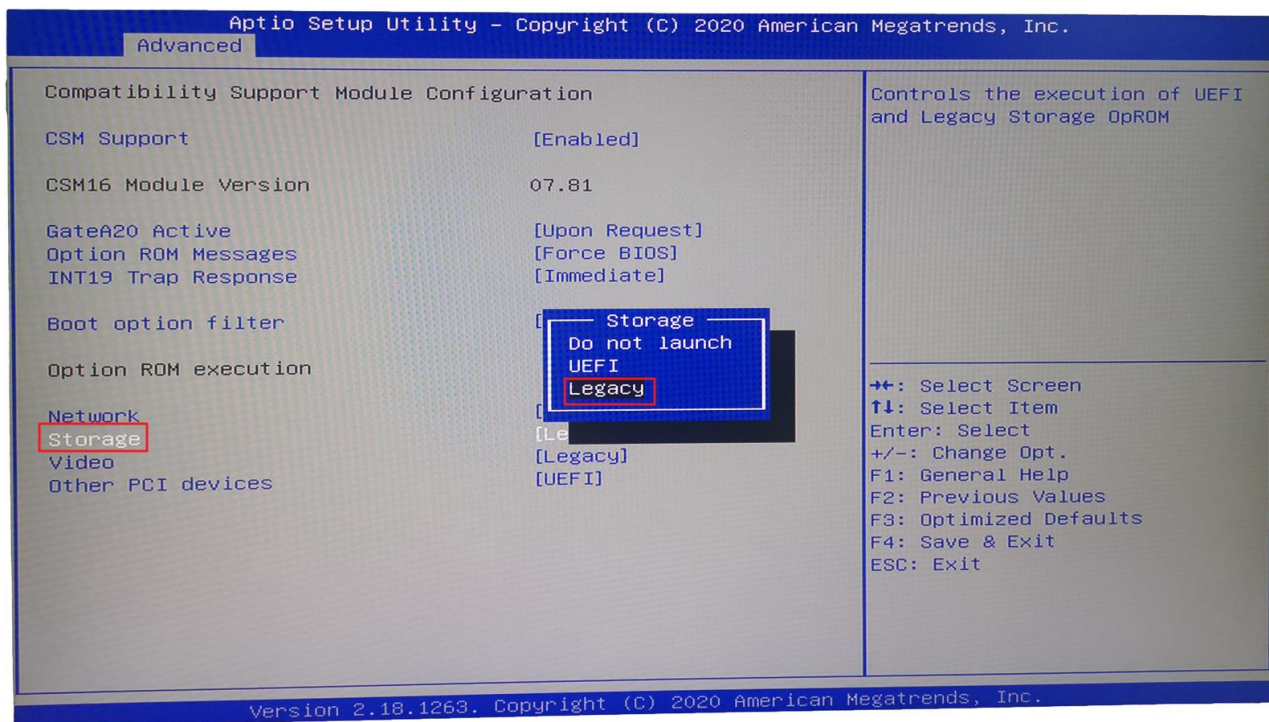 Aptio Setup Utility – Copyright (C) 2020 American Megatrends, Inc.
Advanced
Compatibility Support Module Configuration
CSM Support [Enabled]
CSM16 Module Version 07.81
GateA20 Active [Upon Request]
Option ROM Messages [Force BIOS]
INT19 Trap Response [Immediate]
Boot option filter [
Option ROM execution
Network [
Storage [Le
Video [Legacy]
Other PCI devices [UEFI]
Storage
Do not launch
UEFI
Legacy
Controls the execution of UEFI
and Legacy Storage OpROM
→←: Select Screen
↑↓: Select Item
Enter: Select
+/-: Change Opt.
F1: General Help
F2: Previous Values
F3: Optimized Defaults
F4: Save & Exit
ESC: Exit
Version 2.18.1263. Copyright (C) 2020 American Megatrends, Inc.